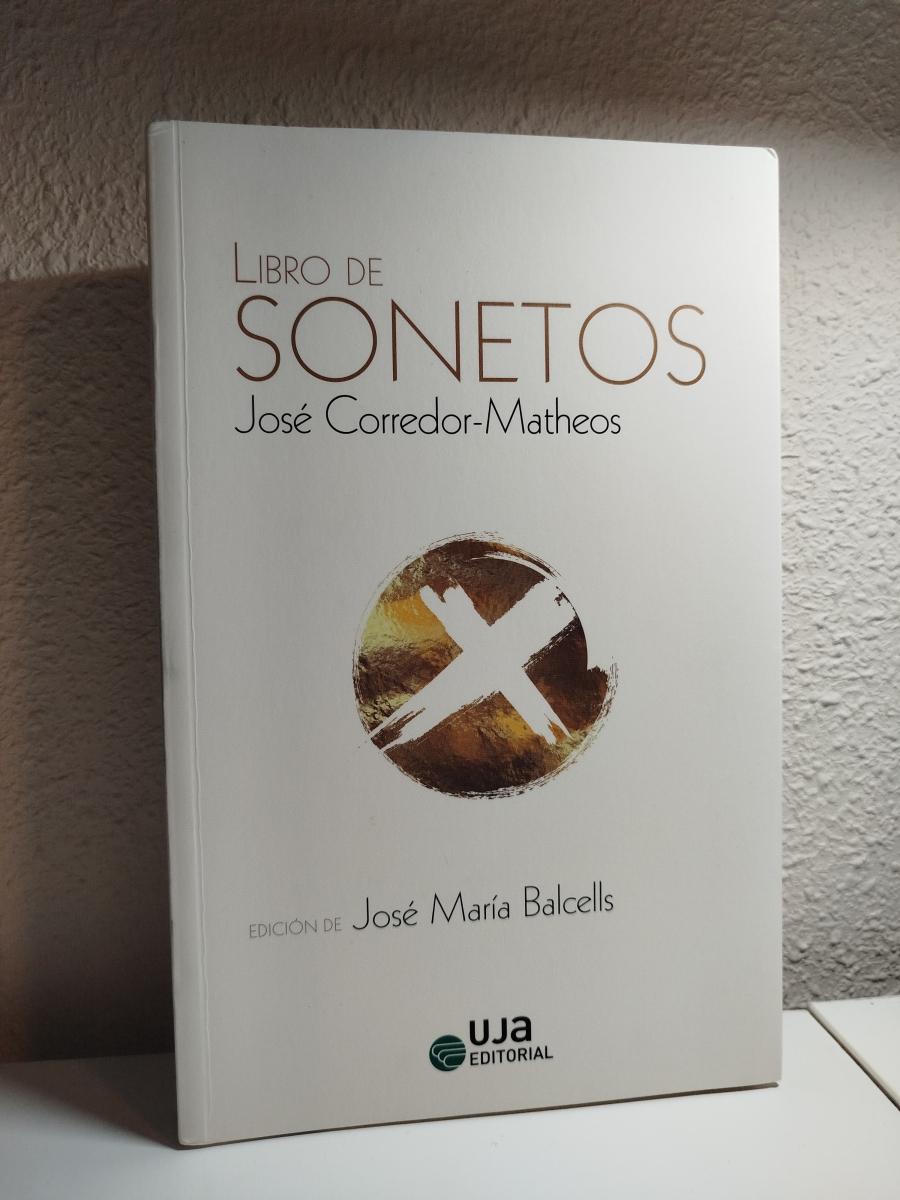 LIBRO DE
SONETOS
José Corredor-Matheos
EDICIÓN DE José María Balcells
UJa
EDITORIAL